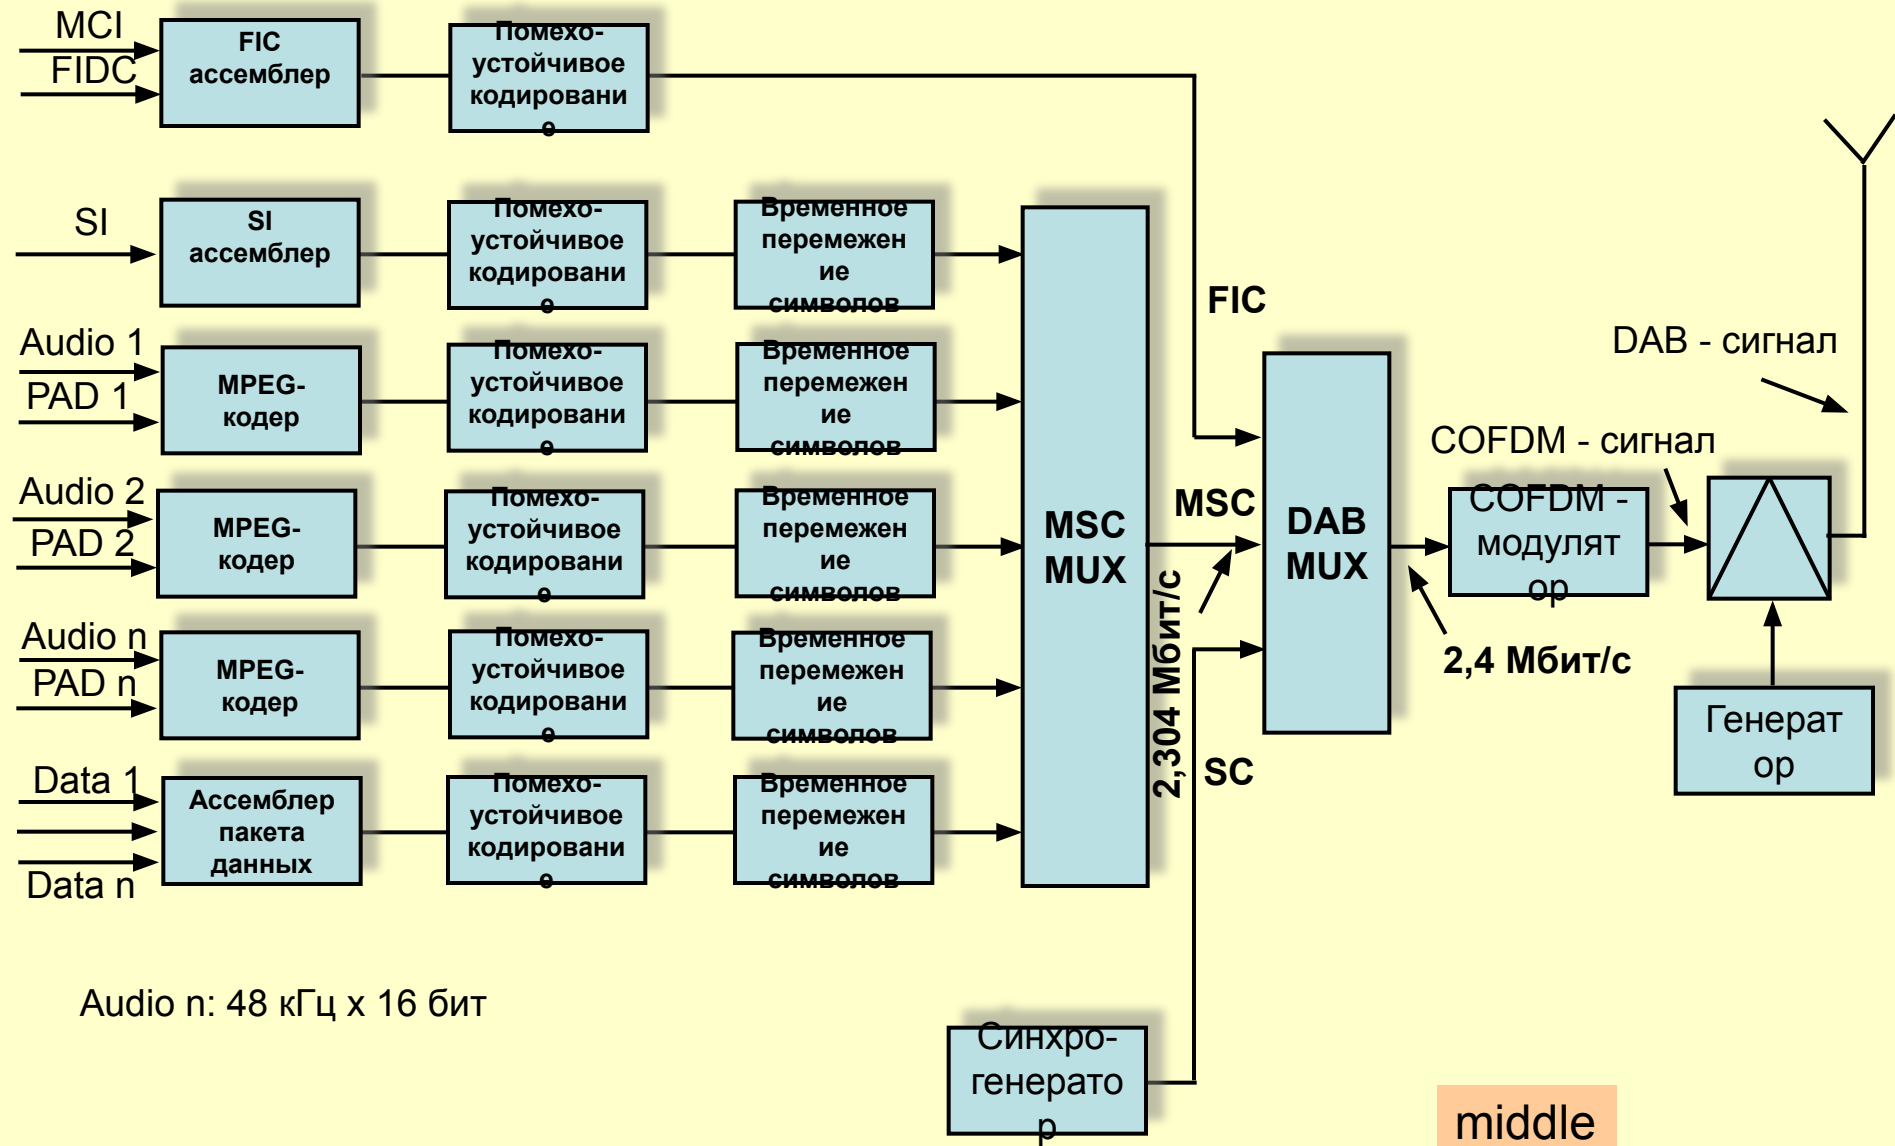 MCI
FIDC
FIC
ассемблер
Помехо-
устойчивое
кодировани
е
SI
SI
ассемблер
Помехо-
устойчивое
кодировани
е
Временное
перемежен
ие
символов
Audio 1
PAD 1
MPEG-
кодер
Помехо-
устойчивое
кодировани
е
Временное
перемежен
ие
символов
Audio 2
PAD 2
MPEG-
кодер
Помехо-
устойчивое
кодировани
е
Временное
перемежен
ие
символов
Audio n
PAD n
MPEG-
кодер
Помехо-
устойчивое
кодировани
е
Временное
перемежен
ие
символов
Data 1
Data n
Ассемблер
пакета
данных
Помехо-
устойчивое
кодировани
е
Временное
перемежен
ие
символов
MSC
MUX
FIC
MSC
2,304 Мбит/с
SC
DAB
MUX
2,4 Мбит/с
COFDM - сигнал
COFDM -
модулят
ор
DAB - сигнал
Генерат
ор
Audio n: 48 кГц x 16 бит
Синхро-
генерато
р
middle